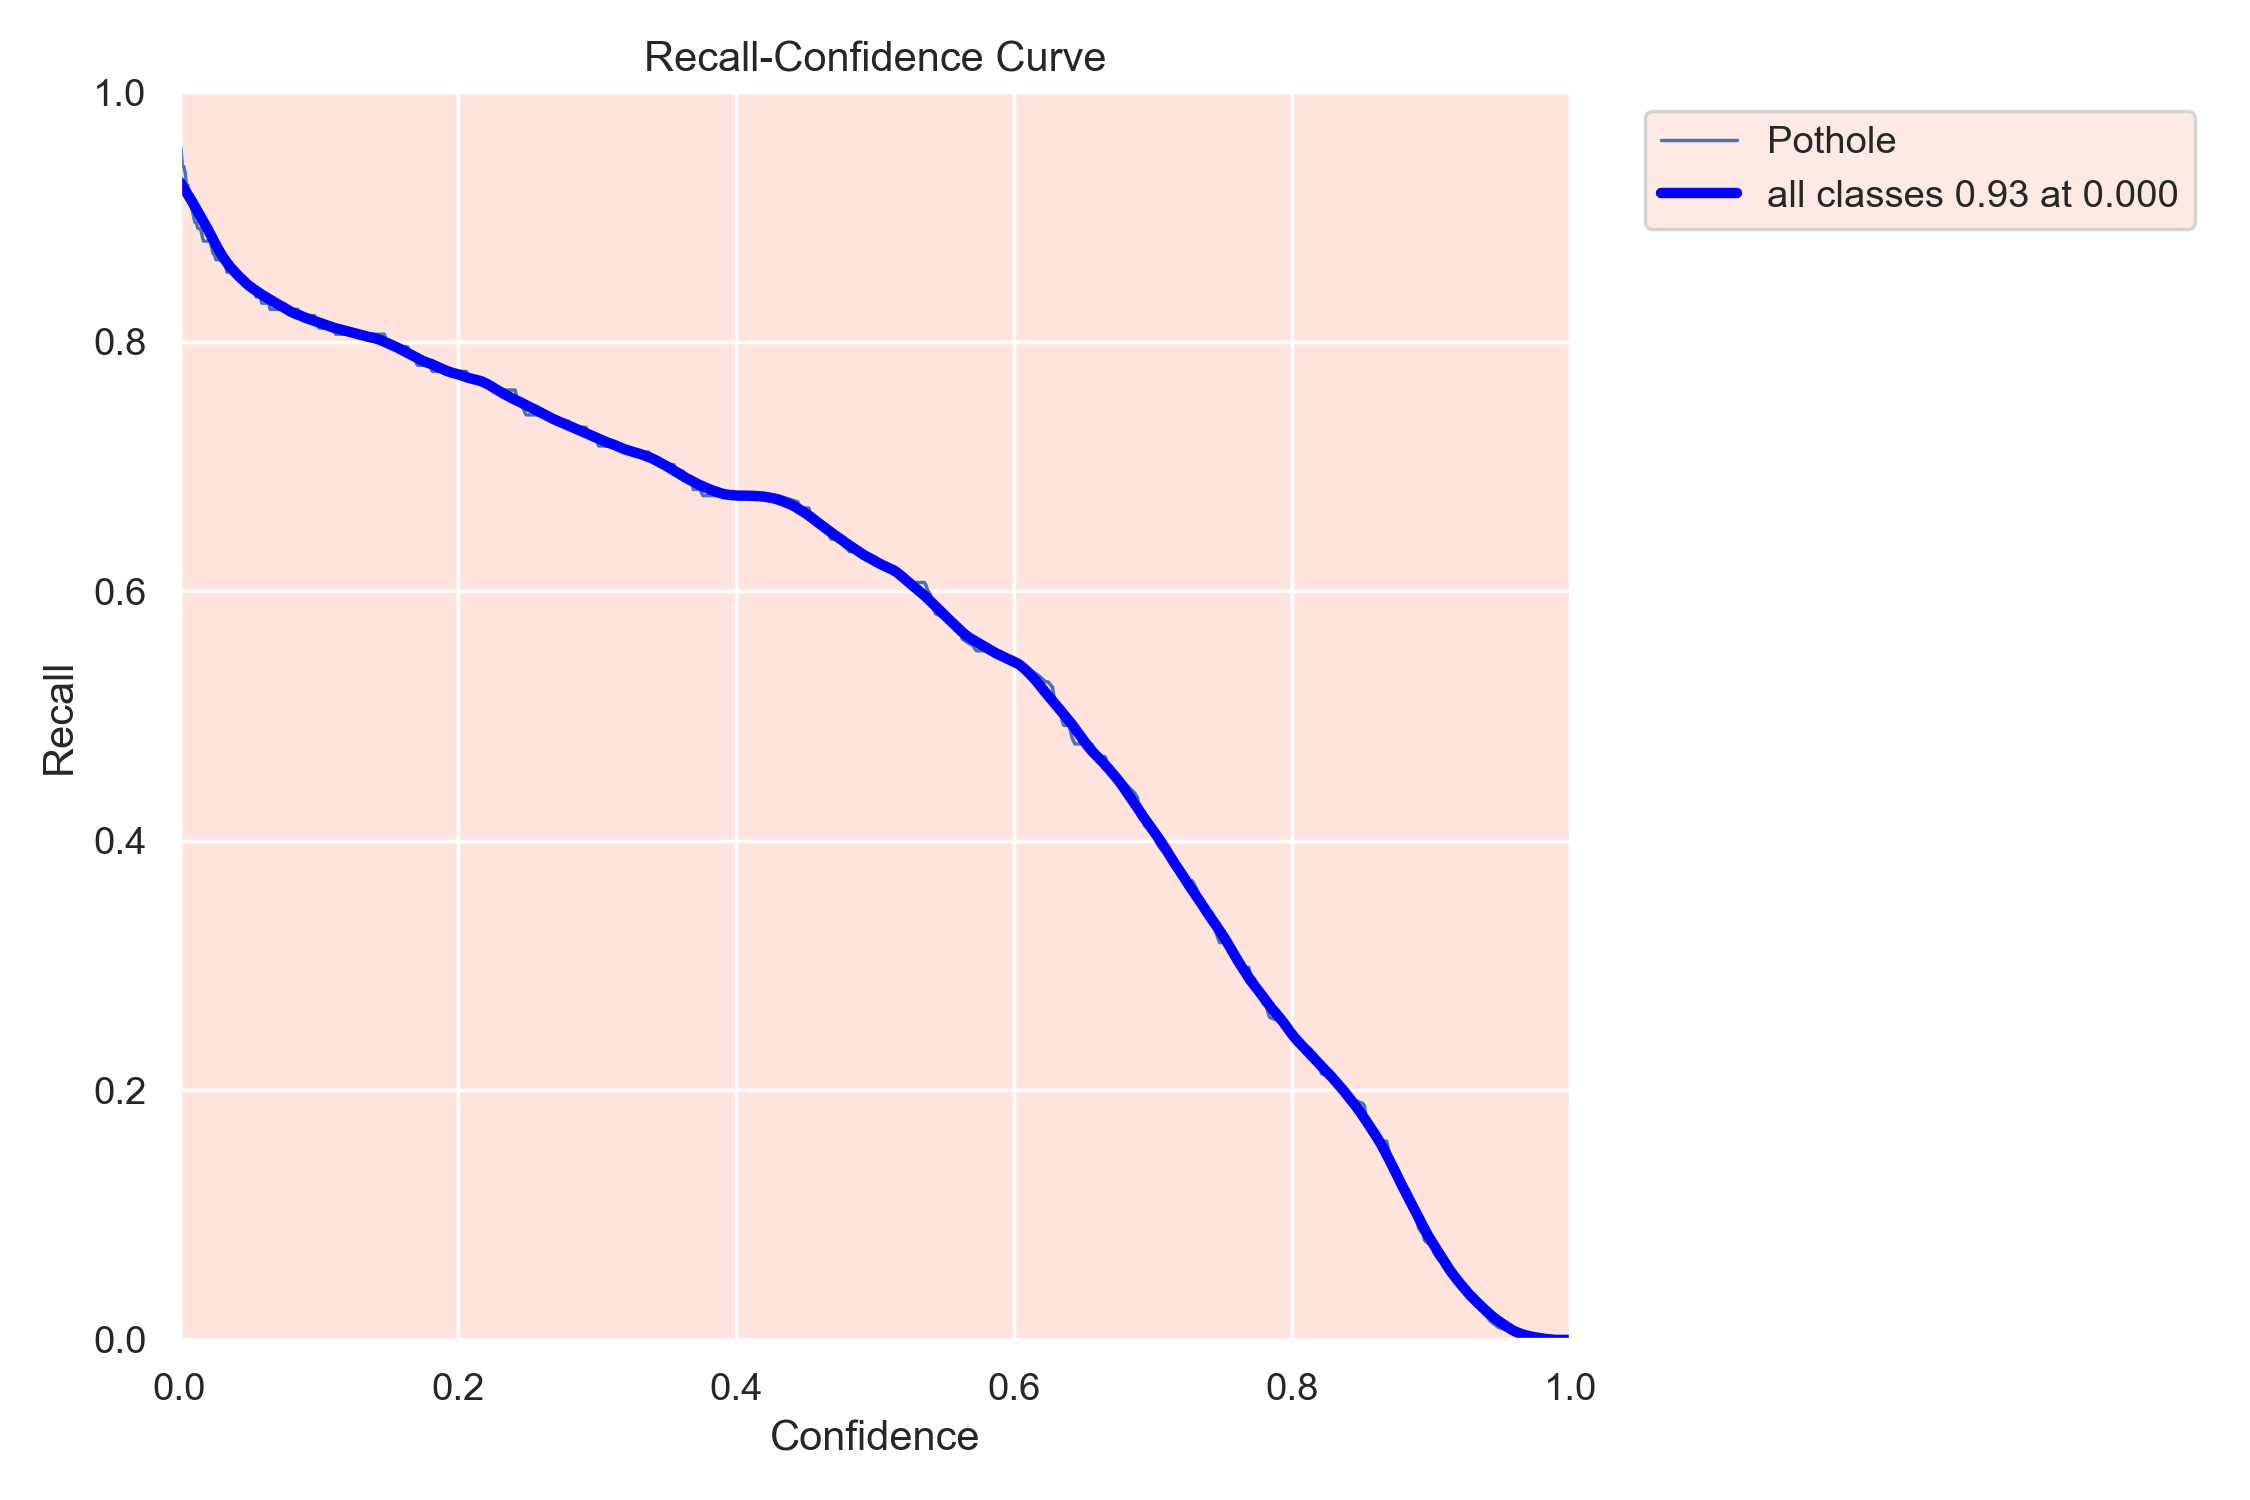 Recall-Confidence Curve
1.0
0.8
0.6
0.4
0.2
0.0
Recall
0.0 0.2 0.4 0.6 0.8 1.0
Confidence
Pothole
all classes 0.93 at 0.000